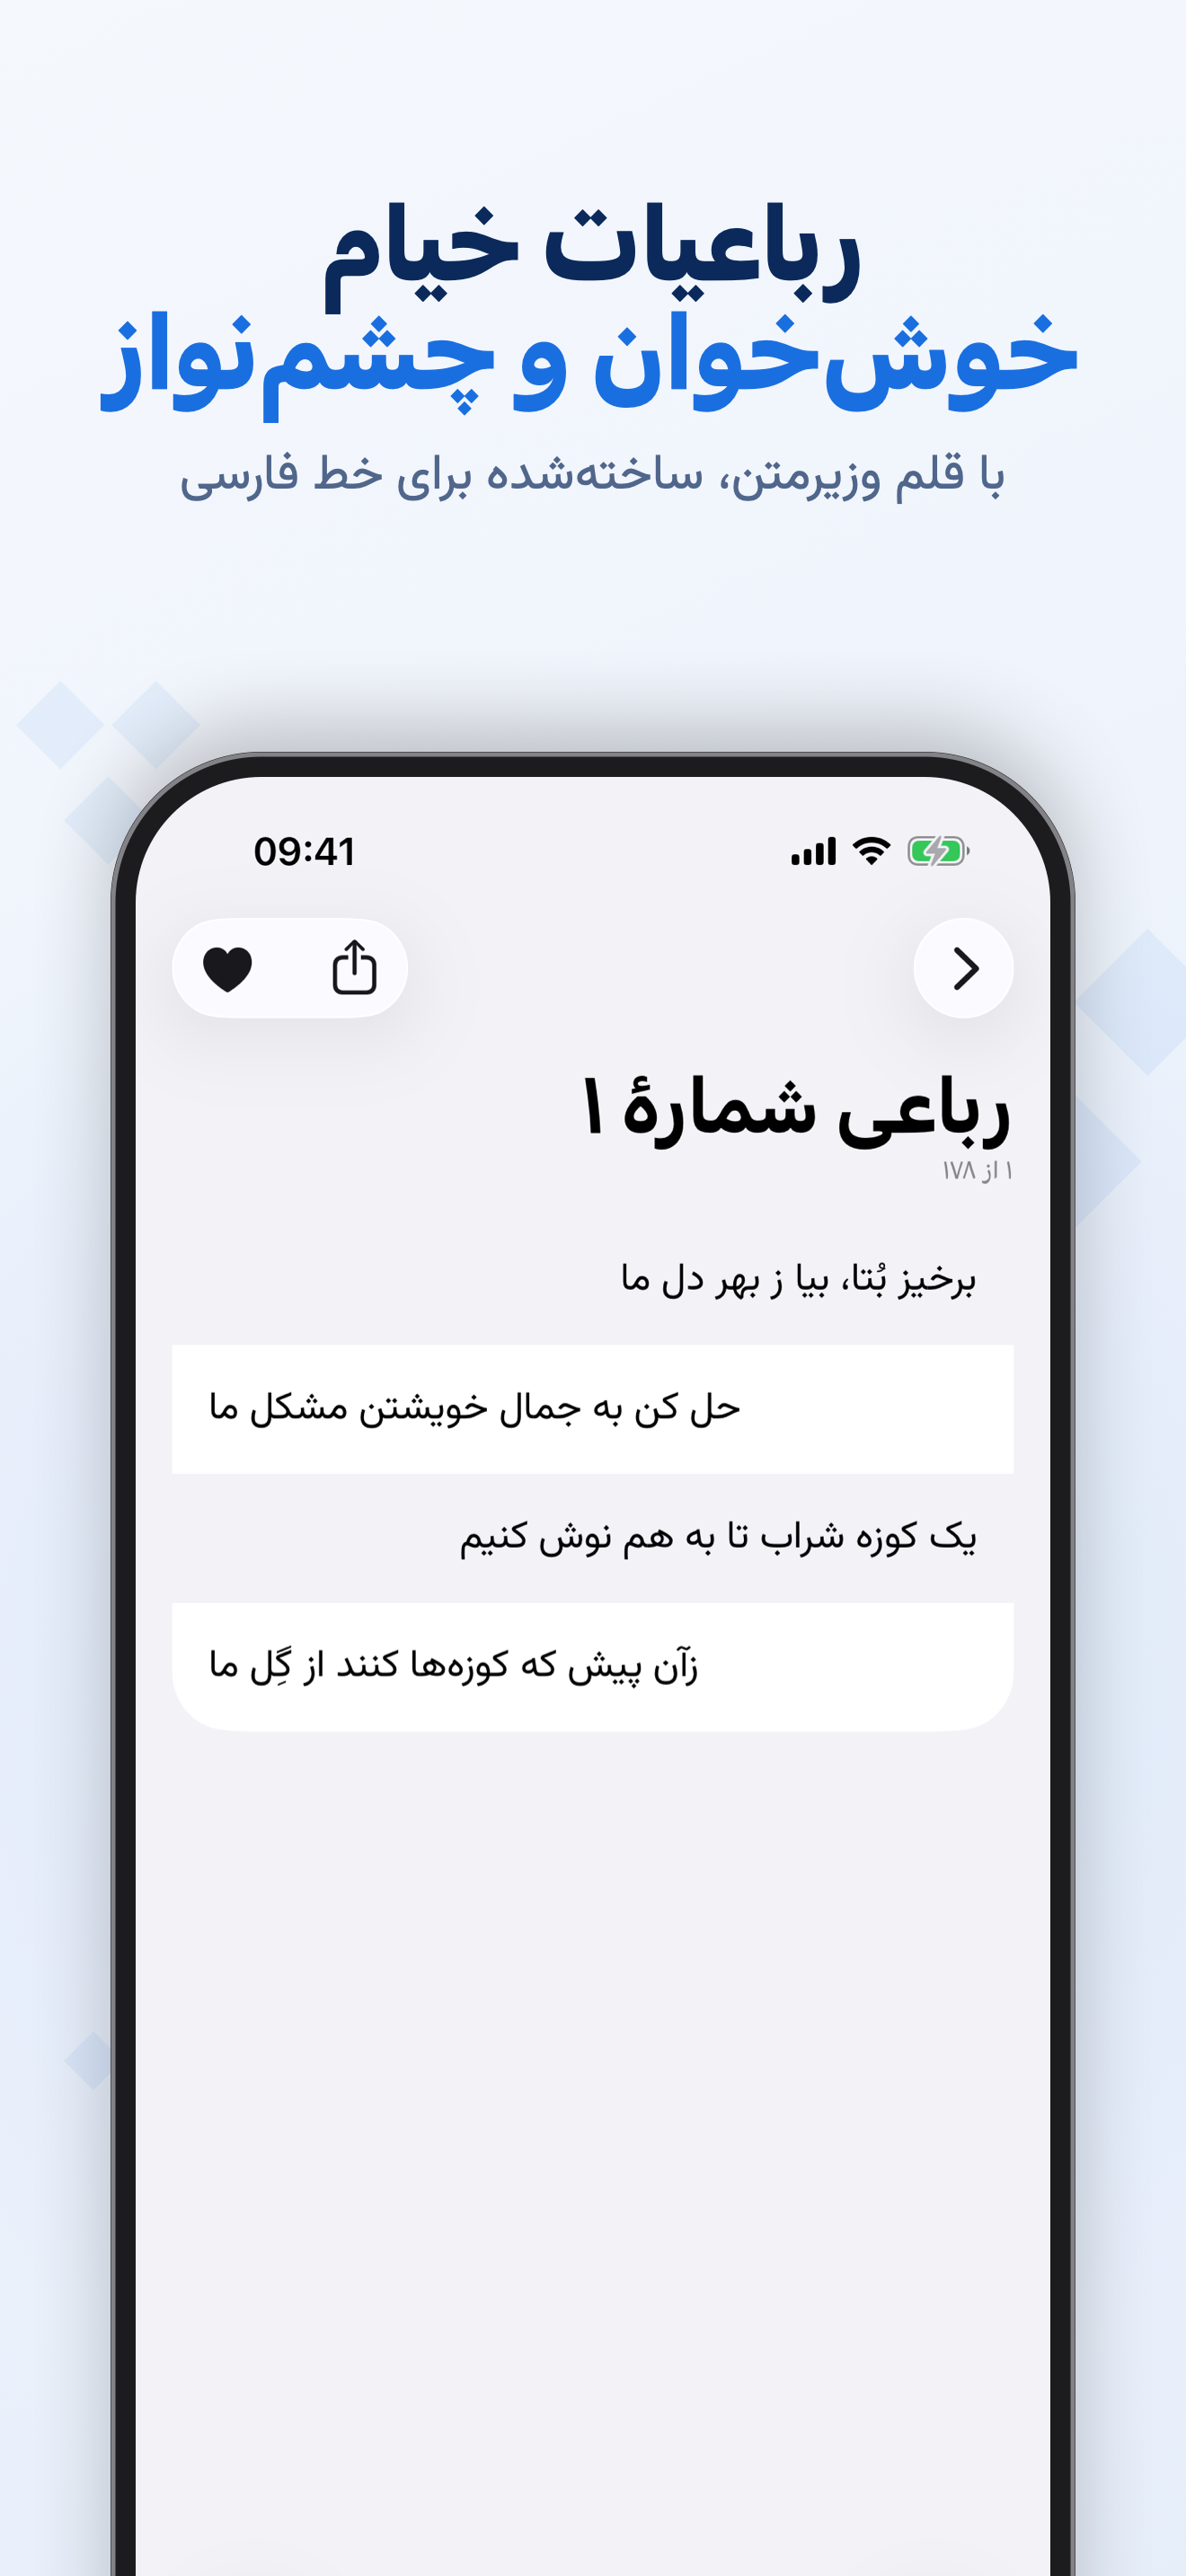 رباعیات خیام
خوش‌خوان و چشم‌نواز
با قلم وزیرمتن، ساخته‌شده برای خط فارسی
09:41
رباعی شمارهٔ ۱
۱ از ۱۷۸
برخیز بُتا، بیا ز بهر دل ما
حل کن به جمال خویشتن مشکل ما
یک کوزه شراب تا به هم نوش کنیم
زآن پیش که کوزه‌ها کنند از گِل ما